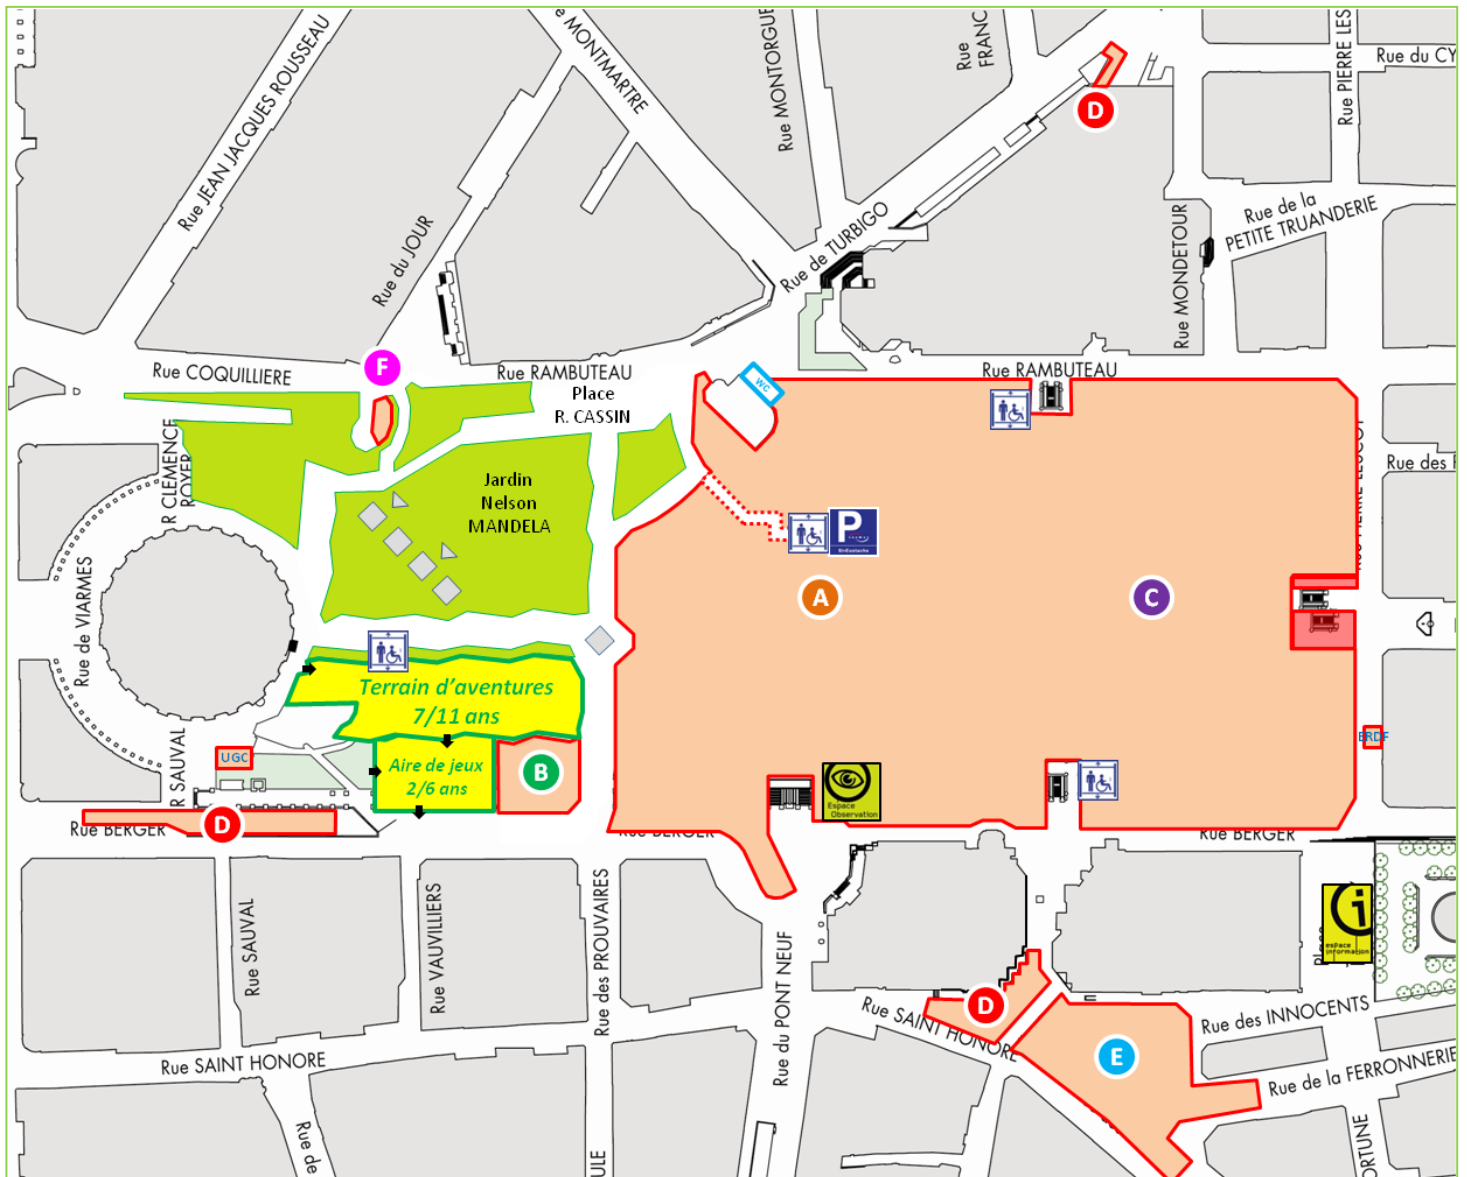 Rue JEAN JACQUES ROUSSEAU
MONTMARTRE
Rue MONTORGUE
Rue
FRANC
Rue PIERRE LES
Rue du CY
D
Rue du JOUR
Rue de TURBIGO
Rue MONDETOUR
Rue de la
PETITE TRUANDERIE
F
Rue COQUILLIERE
Rue RAMBUTEAU
Place
R. CASSIN
WC
Rue RAMBUTEAU
R CLEMENCE
ROYER
Jardin
Nelson
MANDELA
P
Rue des
Rue de VIARMES
A
C
Terrain d'aventures
7/11 ans
Aire de jeux
2/6 ans
B
UGC
R SAUVAL
ERDF
Espace
Observation
D
Rue BERGER
Rue BERGER
Rue BERGER
Rue SAUVAL
Rue VAUVILLIERS
Rue des PROUVAIRES
Rue du PONT NEUF
i
espace
information
D
Rue SAINT HONORE
Rue des INNOCENTS
E
Rue SAINT HONORE
Rue de la FERRONNERIE
Rue de
ULE
ORTUNE